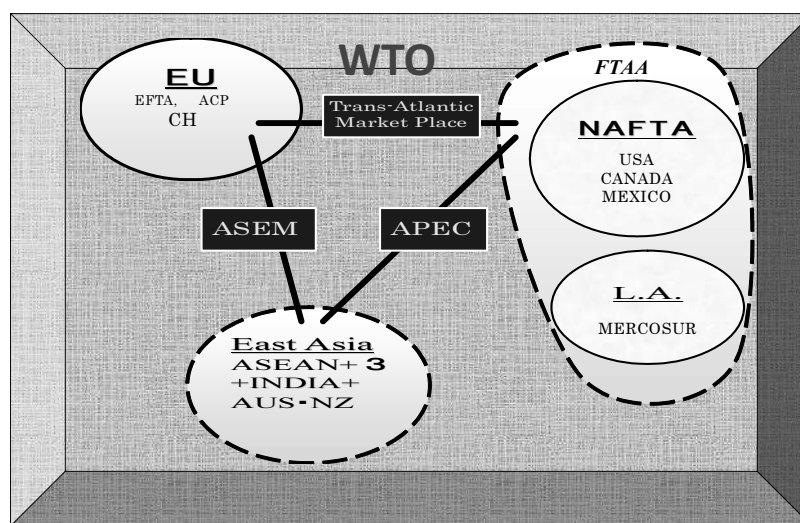 WTO
EU
EFTA, ACP
CH
Trans-Atlantic
Market Place
FTAA
NAFTA
USA
CANADA
MEXICO
ASEM
APEC
L.A.
MERCOSUR
East Asia
ASEAN+ 3
+INDIA+
AUS-NZ